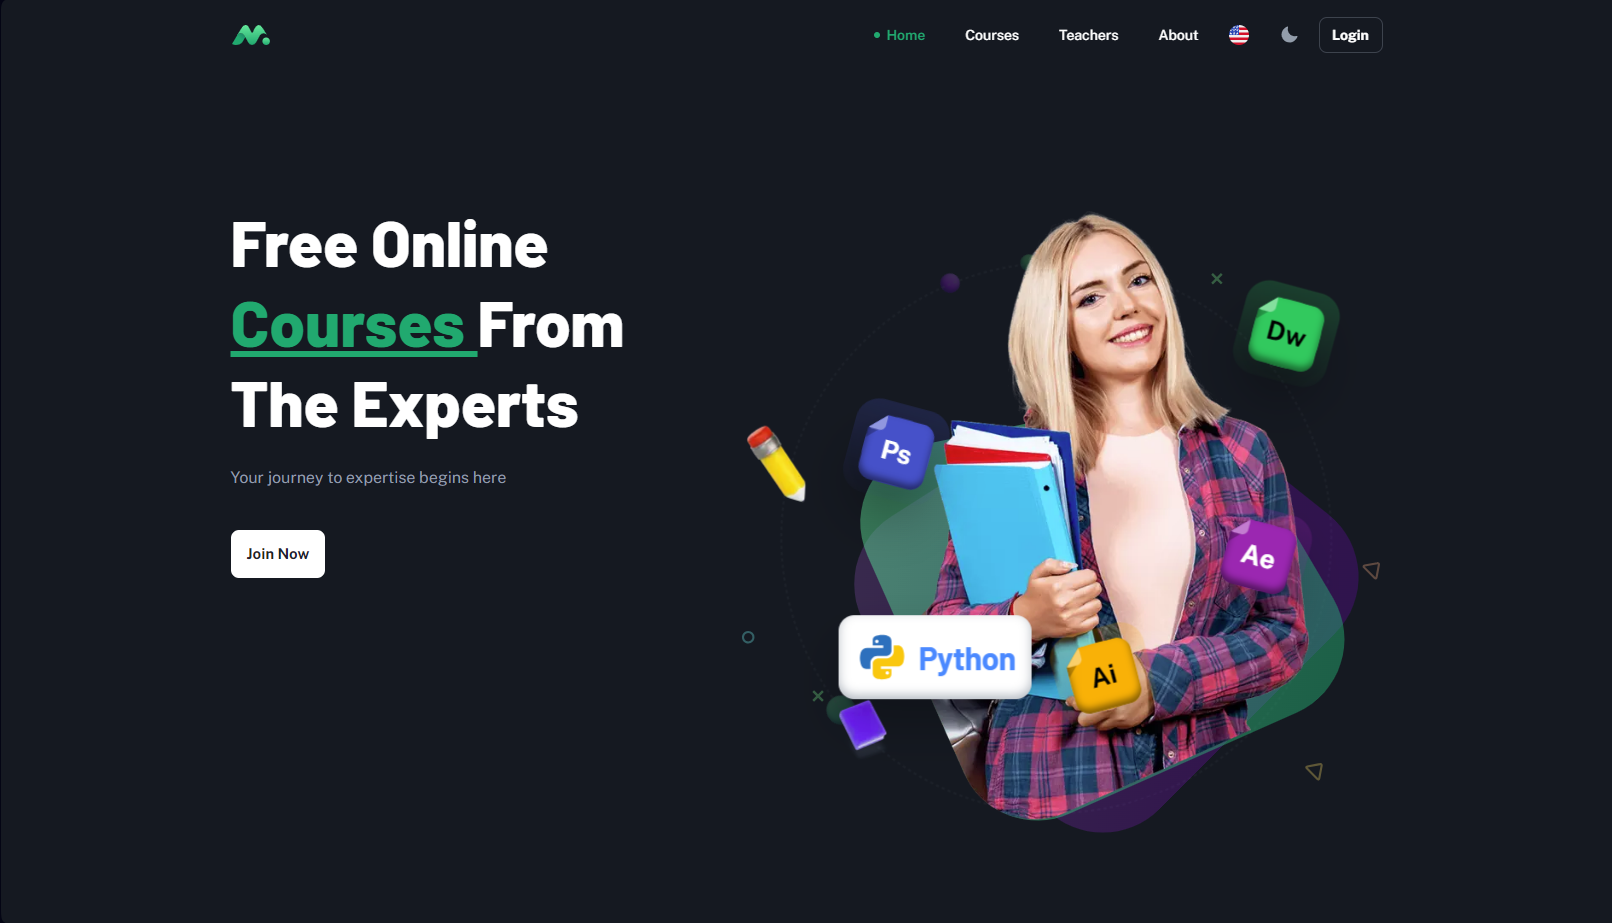 Home
Courses
Teachers
About
Login
Free Online
Courses From
The Experts
Your journey to expertise begins here
Join Now
Dw
Ps
Ae
Python
Ai